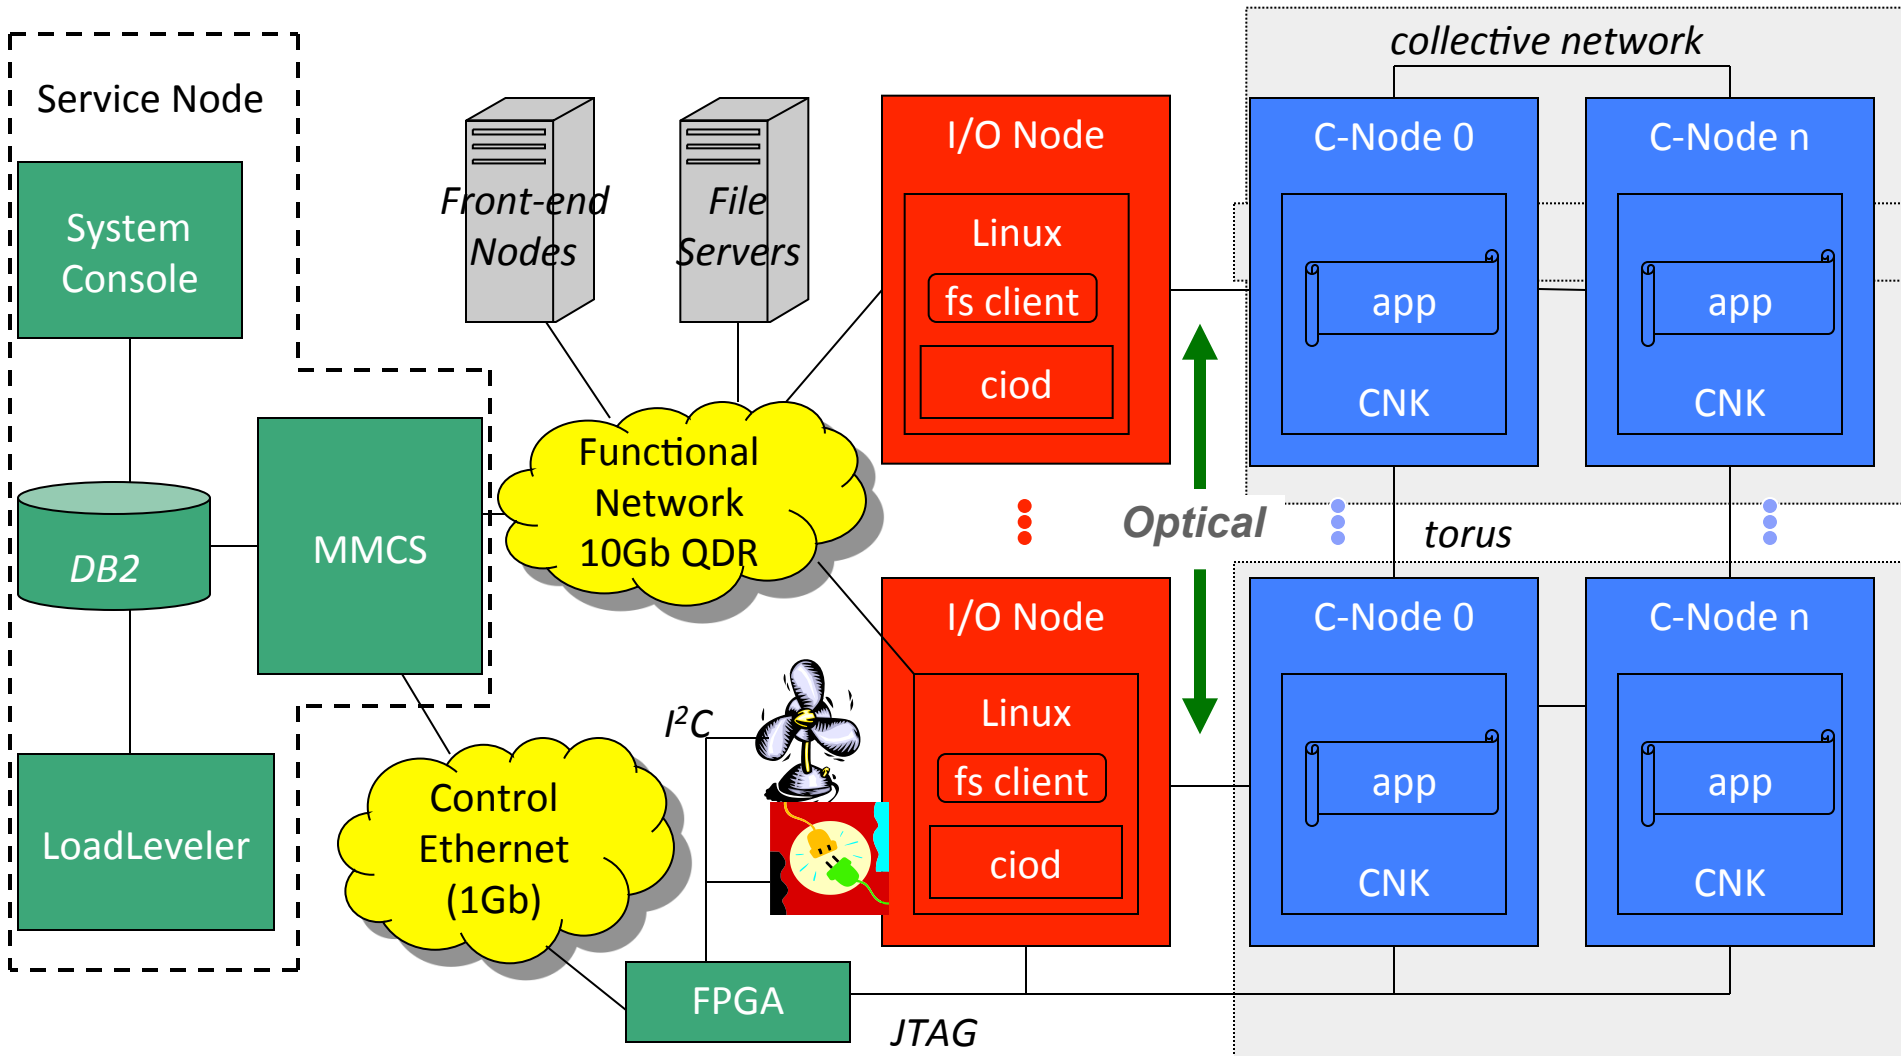 collective network
Service Node
System
Console
DB2
MMCS
LoadLeveler
Front-end
Nodes
File
Servers
Functional
Network
10Gb QDR
Control
Ethernet
(1Gb)
I²C
FPGA
JTAG
I/O Node
Linux
fs client
ciod
Optical
I/O Node
Linux
fs client
ciod
C-Node 0
app
CNK
C-Node n
app
CNK
torus
C-Node 0
app
CNK
C-Node n
app
CNK